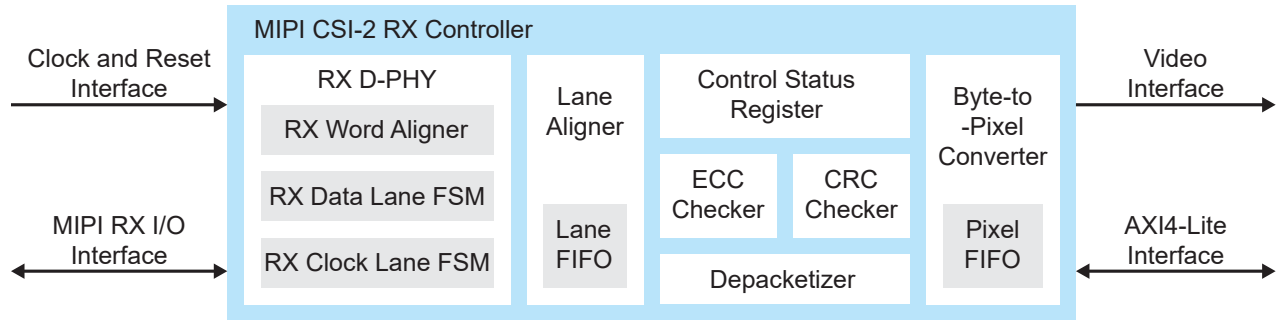 MIPI CSI-2 RX Controller
Clock and Reset
Interface
MIPI RX I/O
Interface
RX D-PHY
RX Word Aligner
RX Data Lane FSM
RX Clock Lane FSM
Lane
Aligner
Lane
FIFO
Control Status
Register
ECC
Checker
CRC
Checker
Depacketizer
Byte-to
-Pixel
Converter
Pixel
FIFO
Video
Interface
AXI4-Lite
Interface